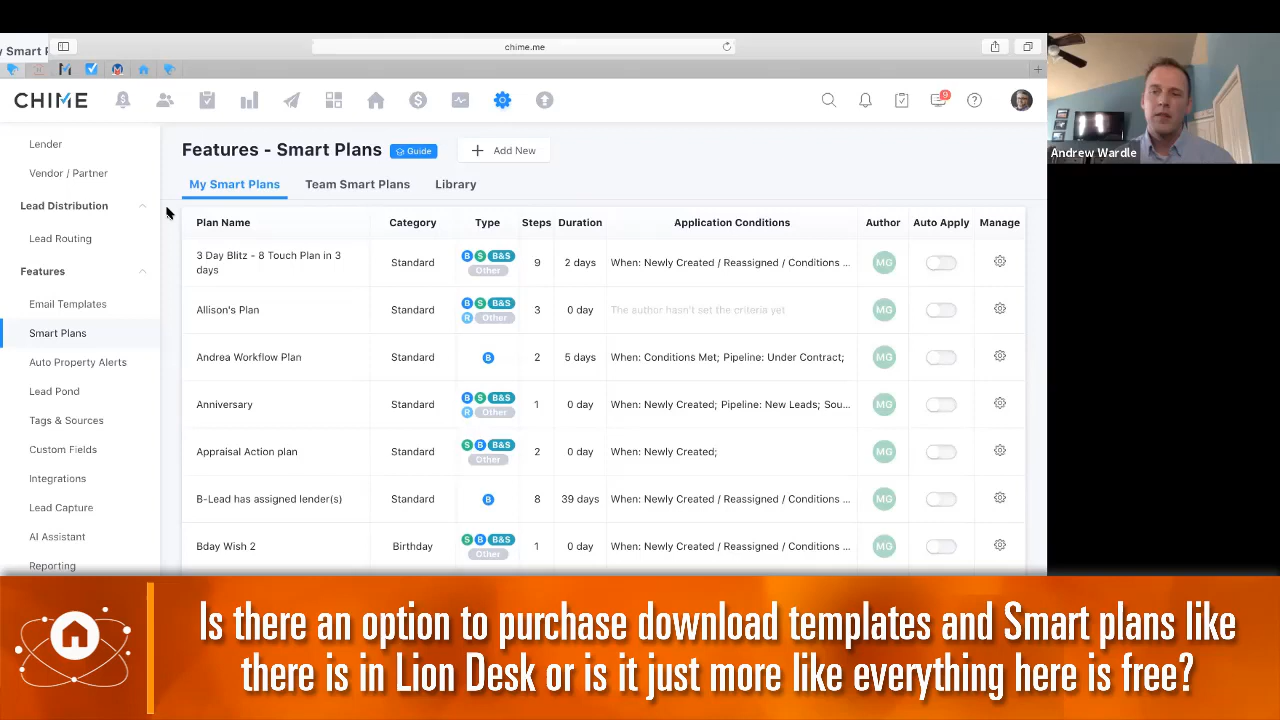 y Smart P
chime.me
CHIME
9
Andrew Wardle
Lender
Vendor / Partner
Lead Distribution
Lead Routing
Features
Email Templates
Smart Plans
Auto Property Alerts
Lead Pond
Tags & Sources
Custom Fields
Integrations
Lead Capture
AI Assistant
Reporting
Features - Smart Plans Guide Add New
My Smart Plans Team Smart Plans Library
Plan Name Category Type Steps Duration Application Conditions Author Auto Apply Manage
3 Day Blitz - 8 Touch Plan in 3
days
Standard B S B&S Other 9 2 days When: Newly Created / Reassigned / Conditions ... MG
Allison's Plan Standard B S B&S R Other 3 0 day The author hasn't set the criteria yet MG
Andrea Workflow Plan Standard B 2 5 days When: Conditions Met; Pipeline: Under Contract; MG
Anniversary Standard B S B&S R Other 1 0 day When: Newly Created; Pipeline: New Leads; Sou... MG
Appraisal Action plan Standard S B B&S Other 2 0 day When: Newly Created; MG
B-Lead has assigned lender(s) Standard B 8 39 days When: Newly Created / Reassigned / Conditions ... MG
Bday Wish 2 Birthday S B B&S Other 1 0 day When: Newly Created / Reassigned / Conditions ... MG
Is there an option to purchase download templates and Smart plans like
there is in Lion Desk or is it just more like everything here is free?